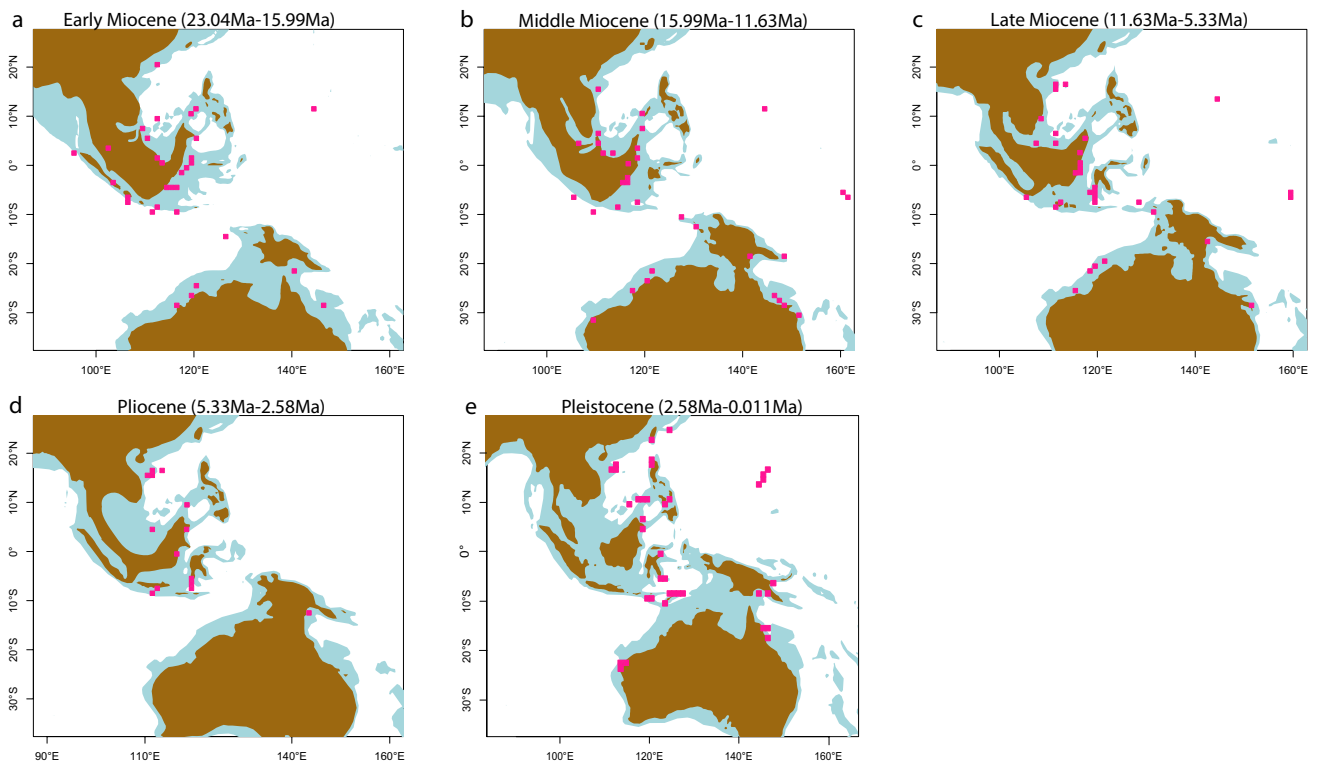 a
Early Miocene (23.04Ma-15.99Ma)
20°N
10°N
0°
10°S
20°S
30°S
100°E
120°E
140°E
160°E
b
Middle Miocene (15.99Ma-11.63Ma)
20°N
10°N
0°
10°S
20°S
30°S
100°E
120°E
140°E
160°E
c
Late Miocene (11.63Ma-5.33Ma)
20°N
10°N
0°
10°S
20°S
30°S
100°E
120°E
140°E
160°E
d
Pliocene (5.33Ma-2.58Ma)
20°N
10°N
0°
10°S
20°S
30°S
90°E
110°E
140°E
160°E
e
Pleistocene (2.58Ma-0.011Ma)
20°N
10°N
0°
10°S
20°S
30°S
100°E
120°E
140°E
160°E